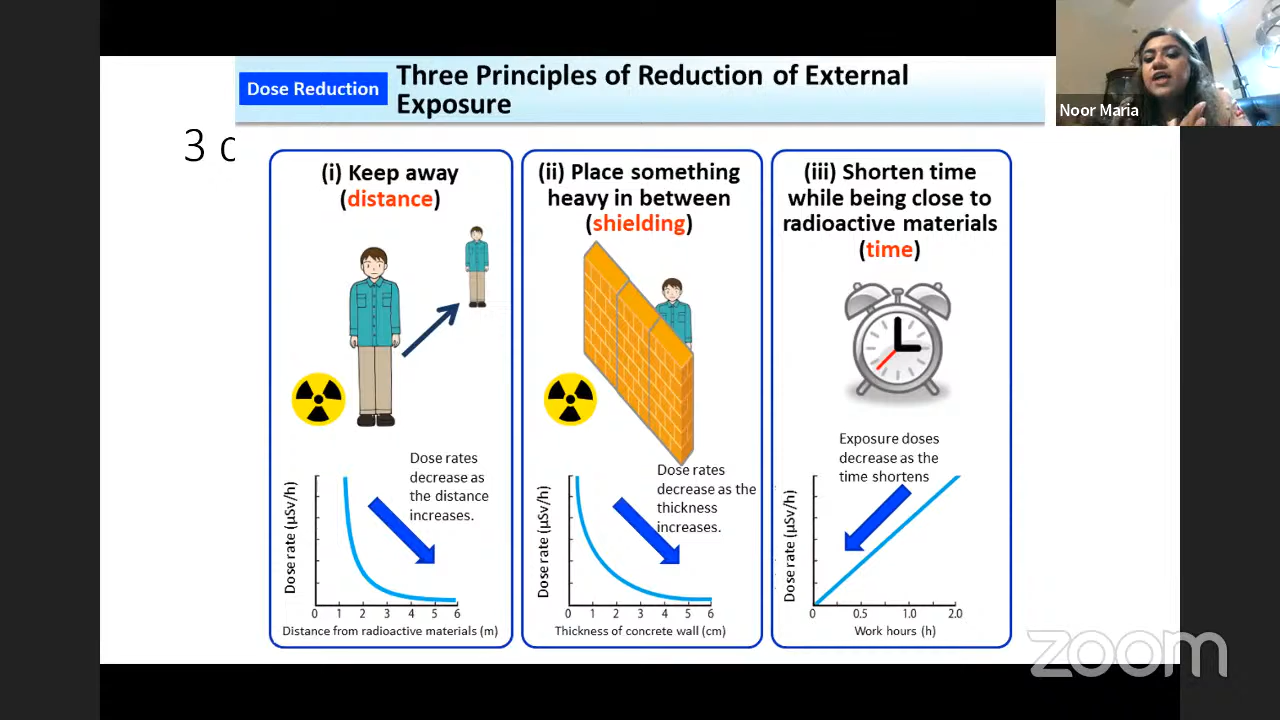 Dose Reduction
Three Principles of Reduction of External
Exposure
Noor Maria
3 c
(i) Keep away
(distance)
Dose rates
decrease as
the distance
increases.
Dose rate (μSv/h)
0 1 2 3 4 5 6
Distance from radioactive materials (m)
(ii) Place something
heavy in between
(shielding)
Dose rates
decrease as the
thickness
increases.
Dose rate (μSv/h)
0 1 2 3 4 5 6
Thickness of concrete wall (cm)
(iii) Shorten time
while being close to
radioactive materials
(time)
Exposure doses
decrease as the
time shortens
Dose rate (μSv/h)
0 0.5 1.0 2.0
Work hours (h)
zoom